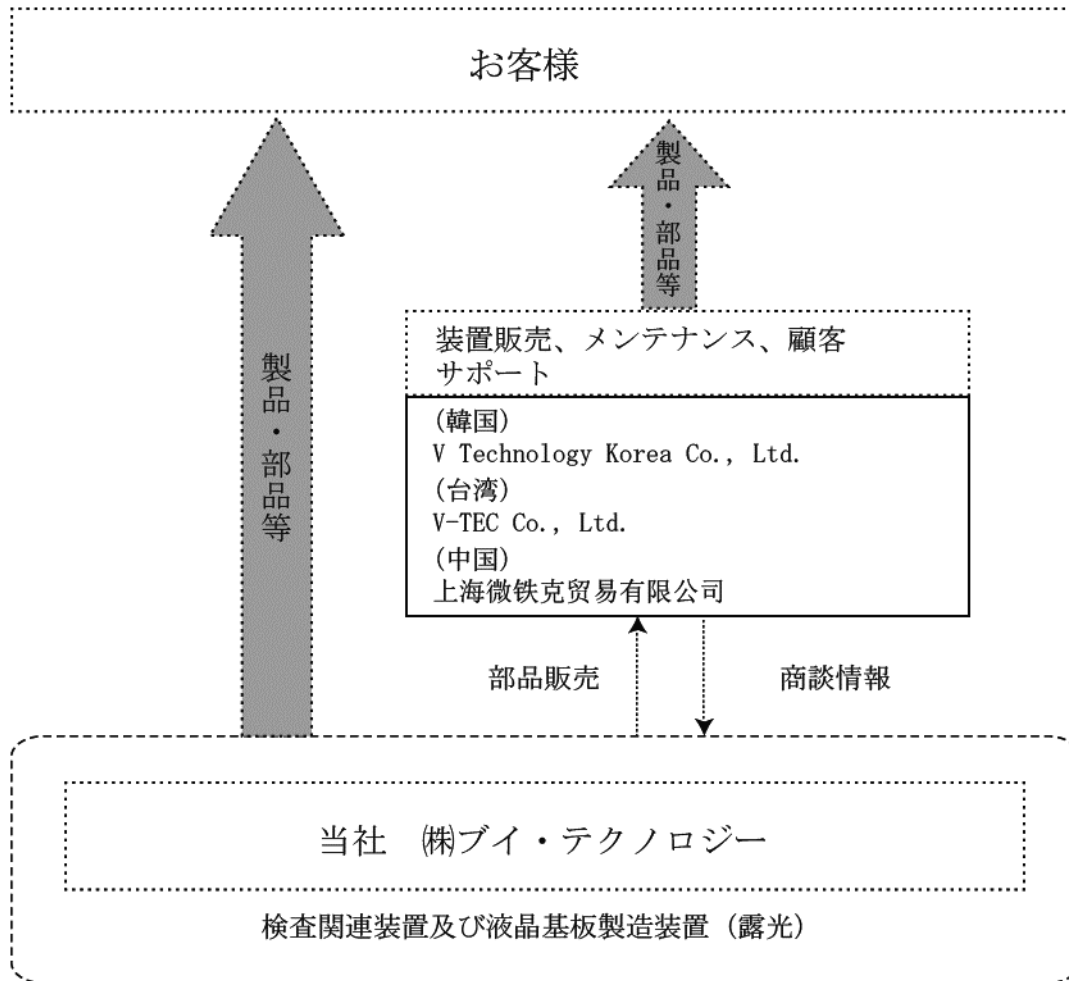 お客様
製品・部品等
製品・部品等
装置販売、メンテナンス、顧客
サポート
(韓国)
V Technology Korea Co., Ltd.
(台湾)
V-TEC Co., Ltd.
(中国)
上海微铁克贸易有限公司
部品販売
商談情報
当社　㈱ブイ・テクノロジー
検査関連装置及び液晶基板製造装置（露光）